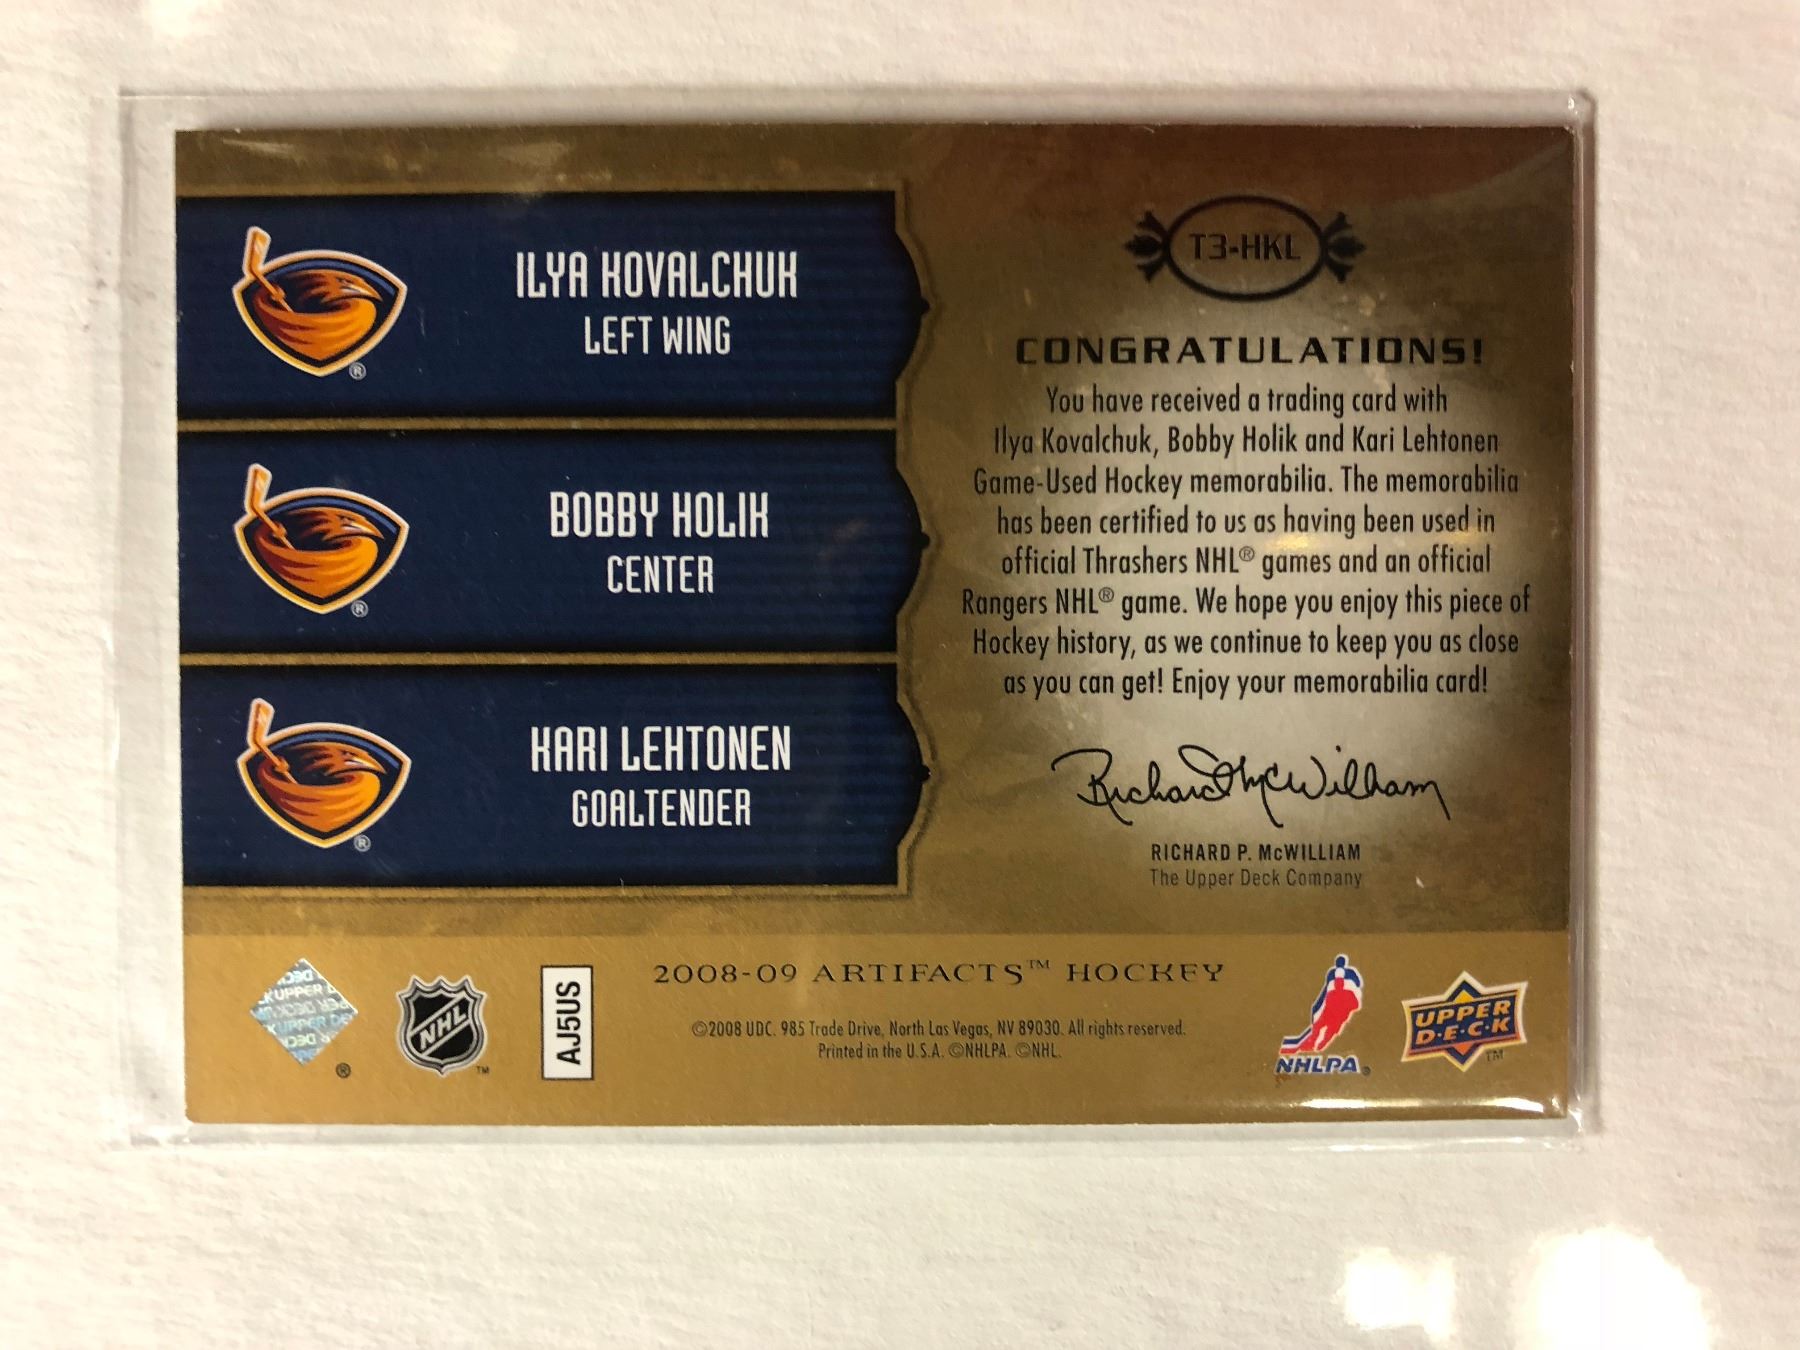 ILYA KOVALCHUK
LEFT WING
BOBBY HOLIK
CENTER
KARI LEHTONEN
GOALTENDER
T3-HKL
CONGRATULATIONS!
You have received a trading card with
Ilya Kovalchuk, Bobby Holik and Kari Lehtonen
Game-Used Hockey memorabilia. The memorabilia
has been certified to us as having been used in
official Thrashers NHL® games and an official
Rangers NHL® game. We hope you enjoy this piece of
Hockey history, as we continue to keep you as close
as you can get! Enjoy your memorabilia card!
Richard McWilliam
RICHARD P. McWILLIAM
The Upper Deck Company
UPPER DECK
®
NHL
™
AJ5US
2008-09 ARTIFACTS™ HOCKEY
©2008 UDC. 985 Trade Drive, North Las Vegas, NV 89030. All rights reserved.
Printed in the U.S.A. ©NHLPA. ©NHL.
NHLPA®
UPPER
D·E·C·K
™